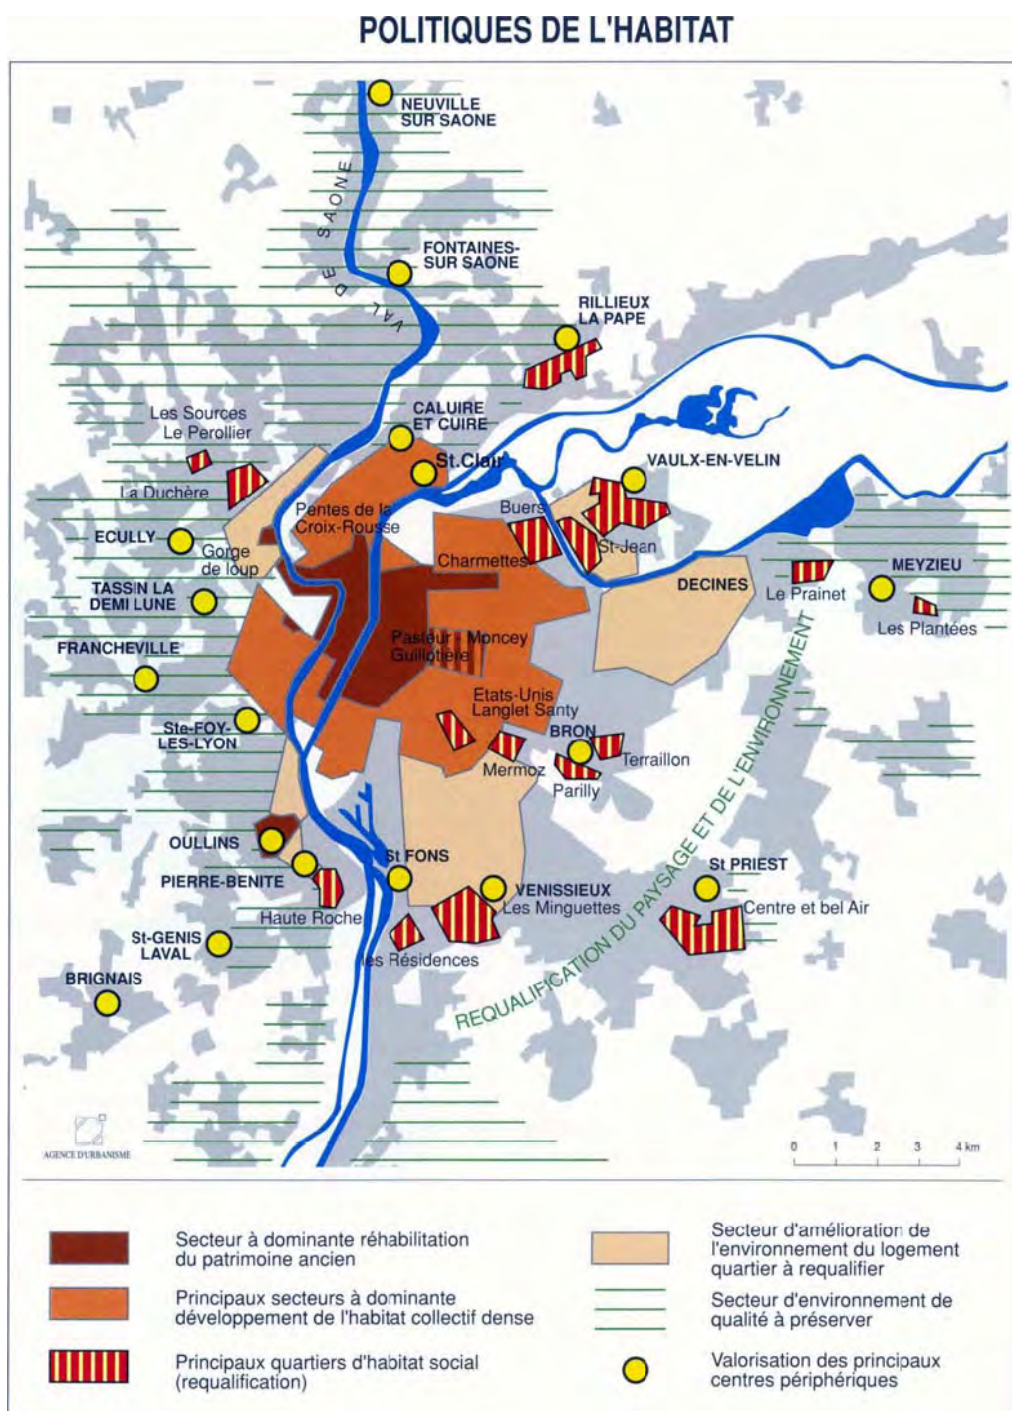 POLITIQUES DE L'HABITAT
NEUVILLE
SUR SAONE
VAL DE SAONE
FONTAINES-
SUR SAONE
RILLIEUX
LA PAPE
Les Sources
Le Perollier
CALUIRE
ET CUIRE
St.Clair
VAULX-EN-VELIN
La Duchère
Pentes de la
Croix-Rousse
Buers
ECULLY
Gorge
de loup
Charmettes
St-Jean
TASSIN LA
DEMI LUNE
DECINES
MEYZIEU
Le Prainet
Les Plantées
FRANCHEVILLE
Pasteur Moncey
Guillotière
Etats-Unis
Langlet Santy
Ste-FOY-
LES-LYON
BRON
Mermoz
Terraillon
Parilly
REQUALIFICATION DU PAYSAGE ET DE L'ENVIRONNEMENT
OULLINS
PIERRE-BENITE
St FONS
St PRIEST
VENISSIEUX
Les Minguettes
Centre et bel Air
Haute Roche
St-GENIS
LAVAL
les Résidences
BRIGNAIS
AGENCE D'URBANISME
0 1 2 3 4 km
Secteur à dominante réhabilitation
du patrimoine ancien
Principaux secteurs à dominante
développement de l'habitat collectif dense
Principaux quartiers d'habitat social
(requalification)
Secteur d'amélioration de
l'environnement du logement
quartier à requalifier
Secteur d'environnement de
qualité à préserver
Valorisation des principaux
centres périphériques